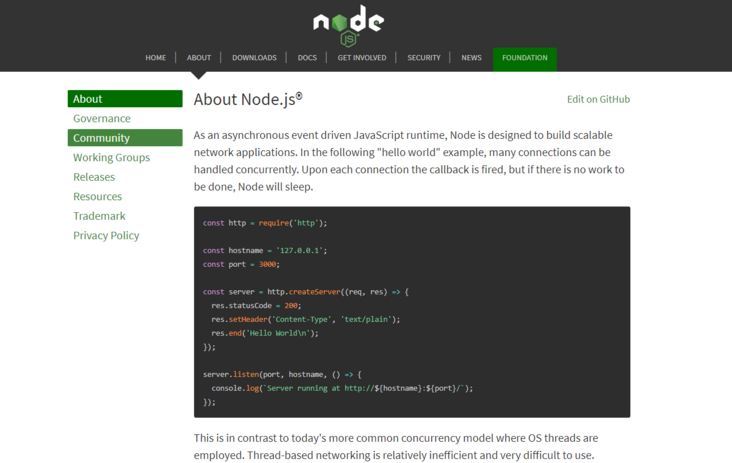 node
JS
HOME ABOUT DOWNLOADS DOCS GET INVOLVED SECURITY NEWS FOUNDATION
About
Governance
Community
Working Groups
Releases
Resources
Trademark
Privacy Policy
About Node.js®
Edit on GitHub
As an asynchronous event driven JavaScript runtime, Node is designed to build scalable
network applications. In the following "hello world" example, many connections can be
handled concurrently. Upon each connection the callback is fired, but if there is no work to
be done, Node will sleep.
const http = require('http');
const hostname = '127.0.0.1';
const port = 3000;
const server = http.createServer((req, res) => {
  res.statusCode = 200;
  res.setHeader('Content-Type', 'text/plain');
  res.end('Hello World\n');
});
server.listen(port, hostname, () => {
  console.log(`Server running at http://${hostname}:${port}/`);
});
This is in contrast to today's more common concurrency model where OS threads are
employed. Thread-based networking is relatively inefficient and very difficult to use.